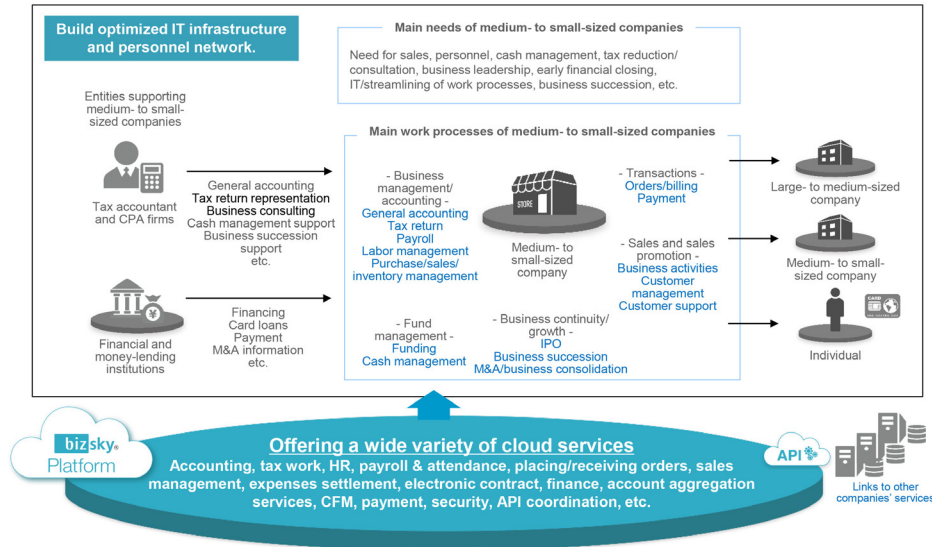 Build optimized IT infrastructure
and personnel network.
Main needs of medium- to small-sized companies
Need for sales, personnel, cash management, tax reduction/
consultation, business leadership, early financial closing,
IT/streamlining of work processes, business succession, etc.
Entities supporting
medium- to small-
sized companies
Tax accountant
and CPA firms
General accounting
Tax return representation
Business consulting
Cash management support
Business succession
support
etc.
Financial and
money-lending
institutions
Financing
Card loans
Payment
M&A information
etc.
Main work processes of medium- to small-sized companies
- Business
management/
accounting -
General accounting
Tax return
Payroll
Labor management
Purchase/sales/
inventory management
STORE
Medium- to
small-sized
company
- Transactions -
Orders/billing
Payment
- Sales and sales
promotion -
Business activities
Customer
management
Customer support
- Fund
management -
Funding
Cash management
- Business continuity/
growth -
IPO
Business succession
M&A/business consolidation
Large- to medium-sized
company
Medium- to small-
sized company
CARD
Individual
bizsky®
Platform
Offering a wide variety of cloud services
Accounting, tax work, HR, payroll & attendance, placing/receiving orders, sales
management, expenses settlement, electronic contract, finance, account aggregation
services, CFM, payment, security, API coordination, etc.
API
Links to other
companies' services